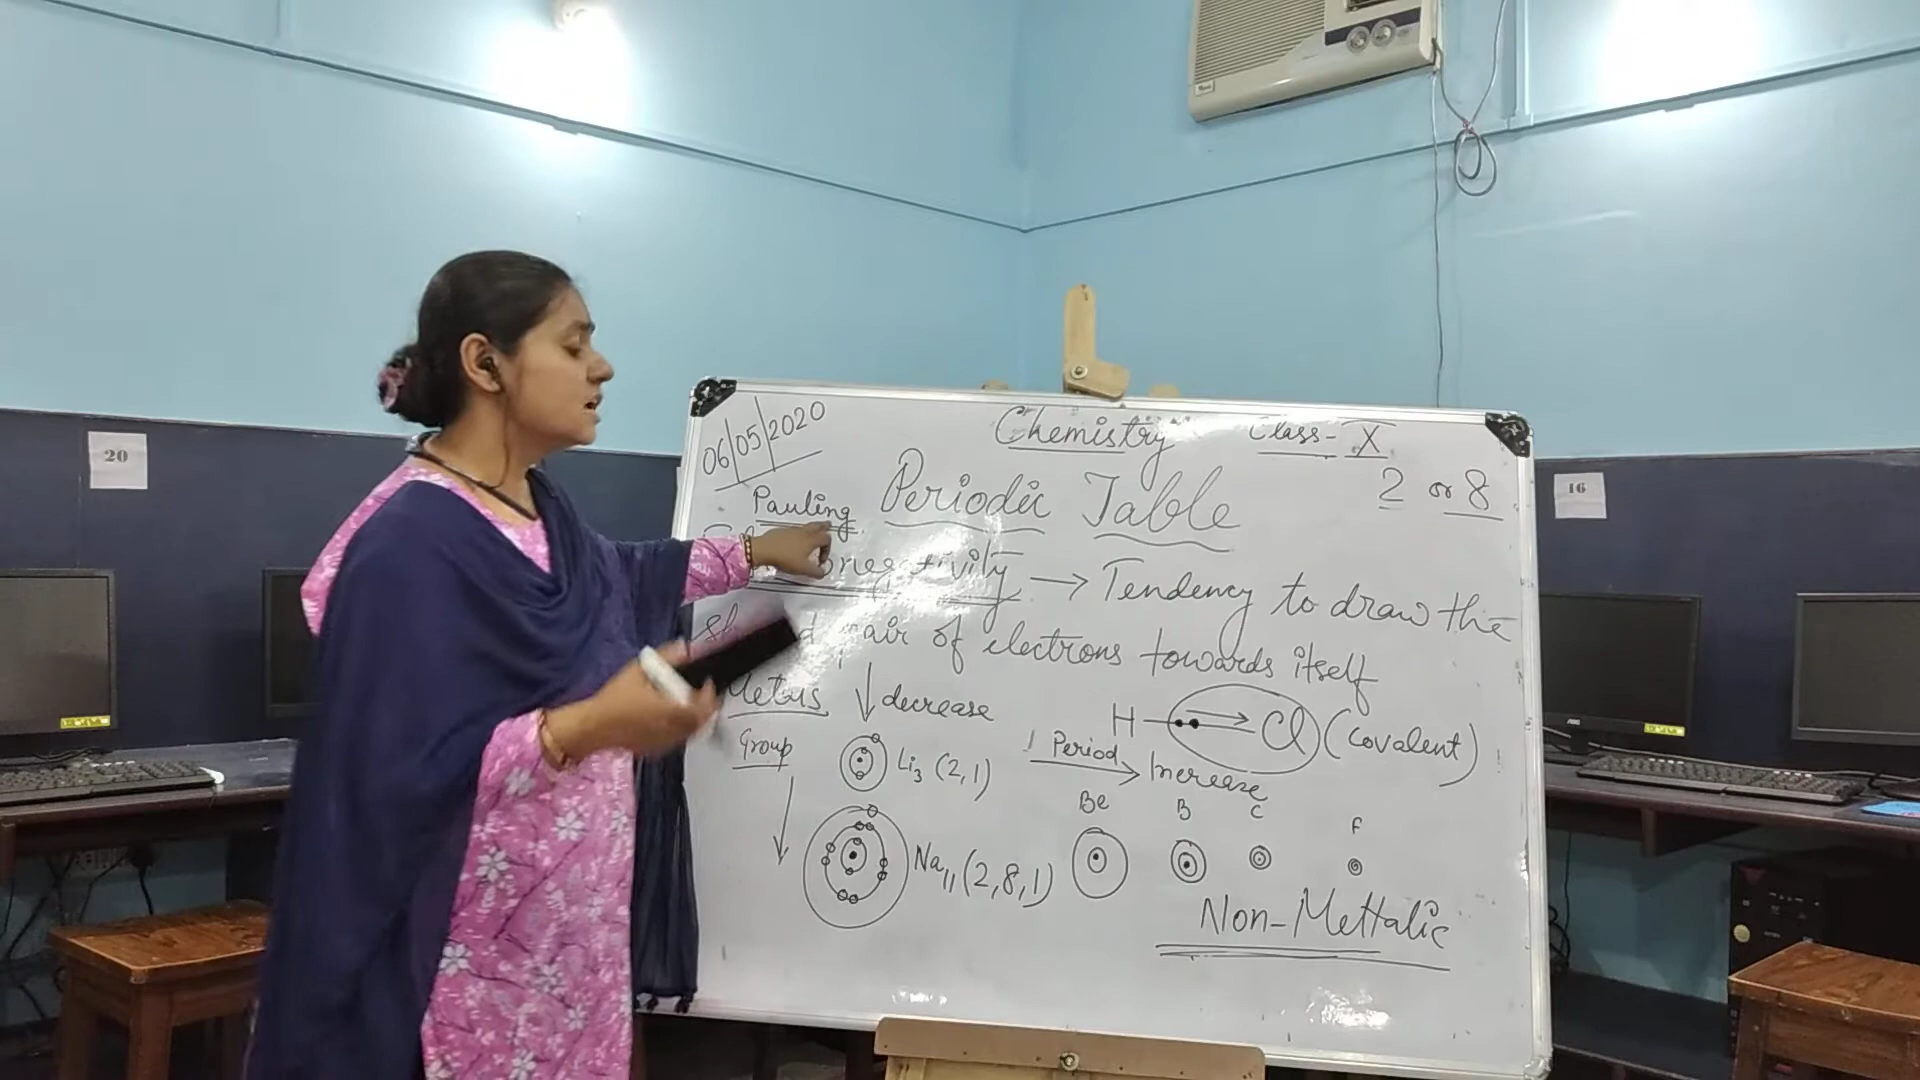 20
16
06/05/2020
Chemistry Class- X
2 or 8
Pauling Periodic Table
→ Tendency to draw the
pair of electrons towards itself
↓ decrease
H Cl (covalent)
Group
Li3 (2,1)
Period
Increase
Be B C F
Na11 (2,8,1)
Non-Mettalic